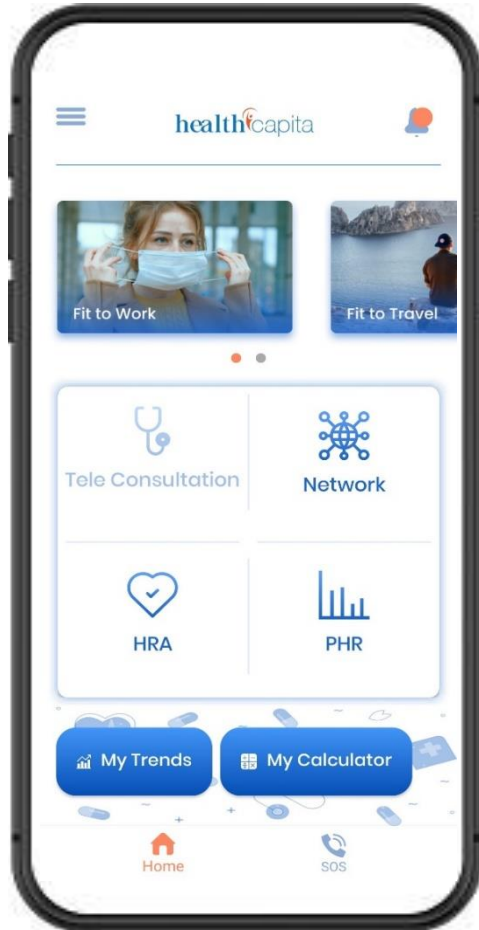 healthcapita
Fit to Work
Fit to Travel
Tele Consultation
Network
HRA
PHR
My Trends
My Calculator
Home
SOS